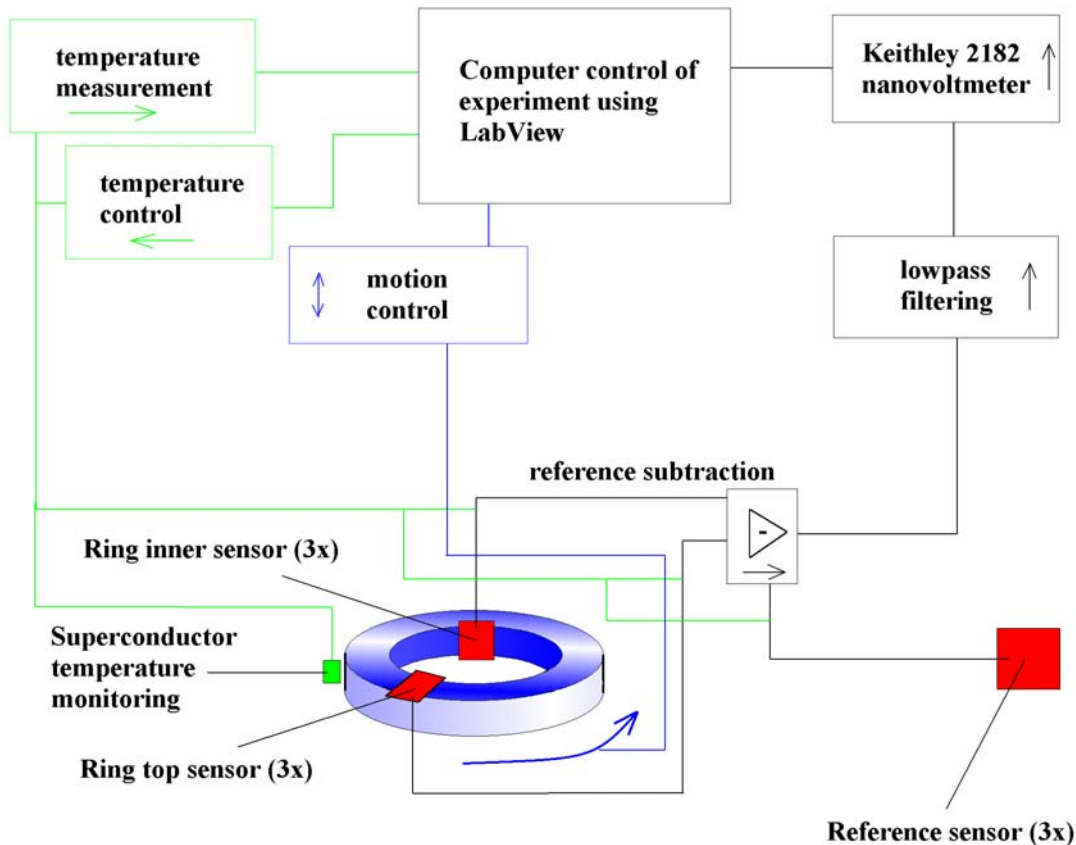 temperature
measurement
Computer control of
experiment using
LabView
Keithley 2182
nanovoltmeter
temperature
control
motion
control
lowpass
filtering
reference subtraction
-
Ring inner sensor (3x)
Superconductor
temperature
monitoring
Ring top sensor (3x)
Reference sensor (3x)